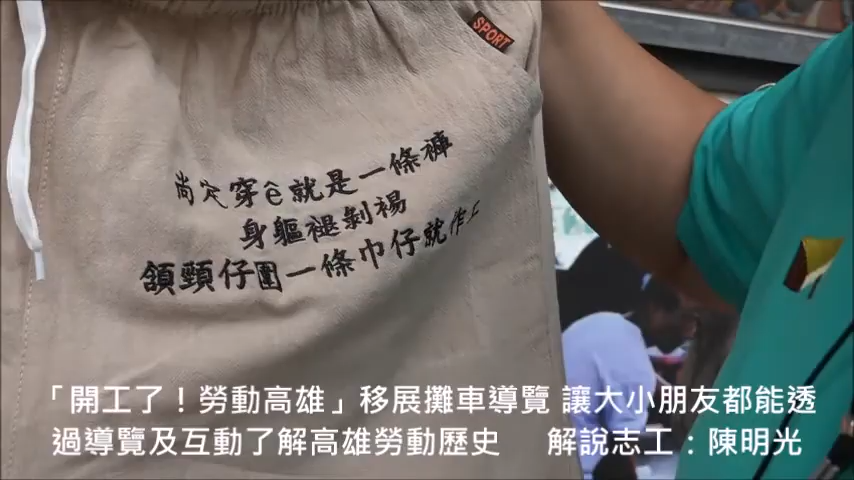 SPORT
尚定穿ê就是一條褲
身軀褪剝裼
頷頸仔圍一條巾仔就作工
「開工了！勞動高雄」移展攤車導覽 讓大小朋友都能透
過導覽及互動了解高雄勞動歷史 解說志工：陳明光